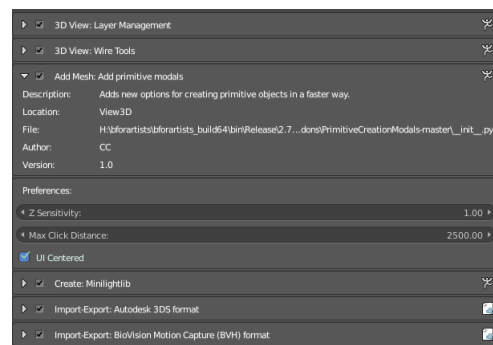 3D View: Layer Management
3D View: Wire Tools
Add Mesh: Add primitive modals
Description: Adds new options for creating primitive objects in a faster way.
Location: View3D
File: H:\bforartists\bforartists_build64\bin\Release\2.7...dons\PrimitiveCreationModals-master\__init__.py
Author: CC
Version: 1.0
Preferences:
Z Sensitivity: 1.00
Max Click Distance: 2500.00
UI Centered
Create: Minilightlib
Import-Export: Autodesk 3DS format
Import-Export: BioVision Motion Capture (BVH) format